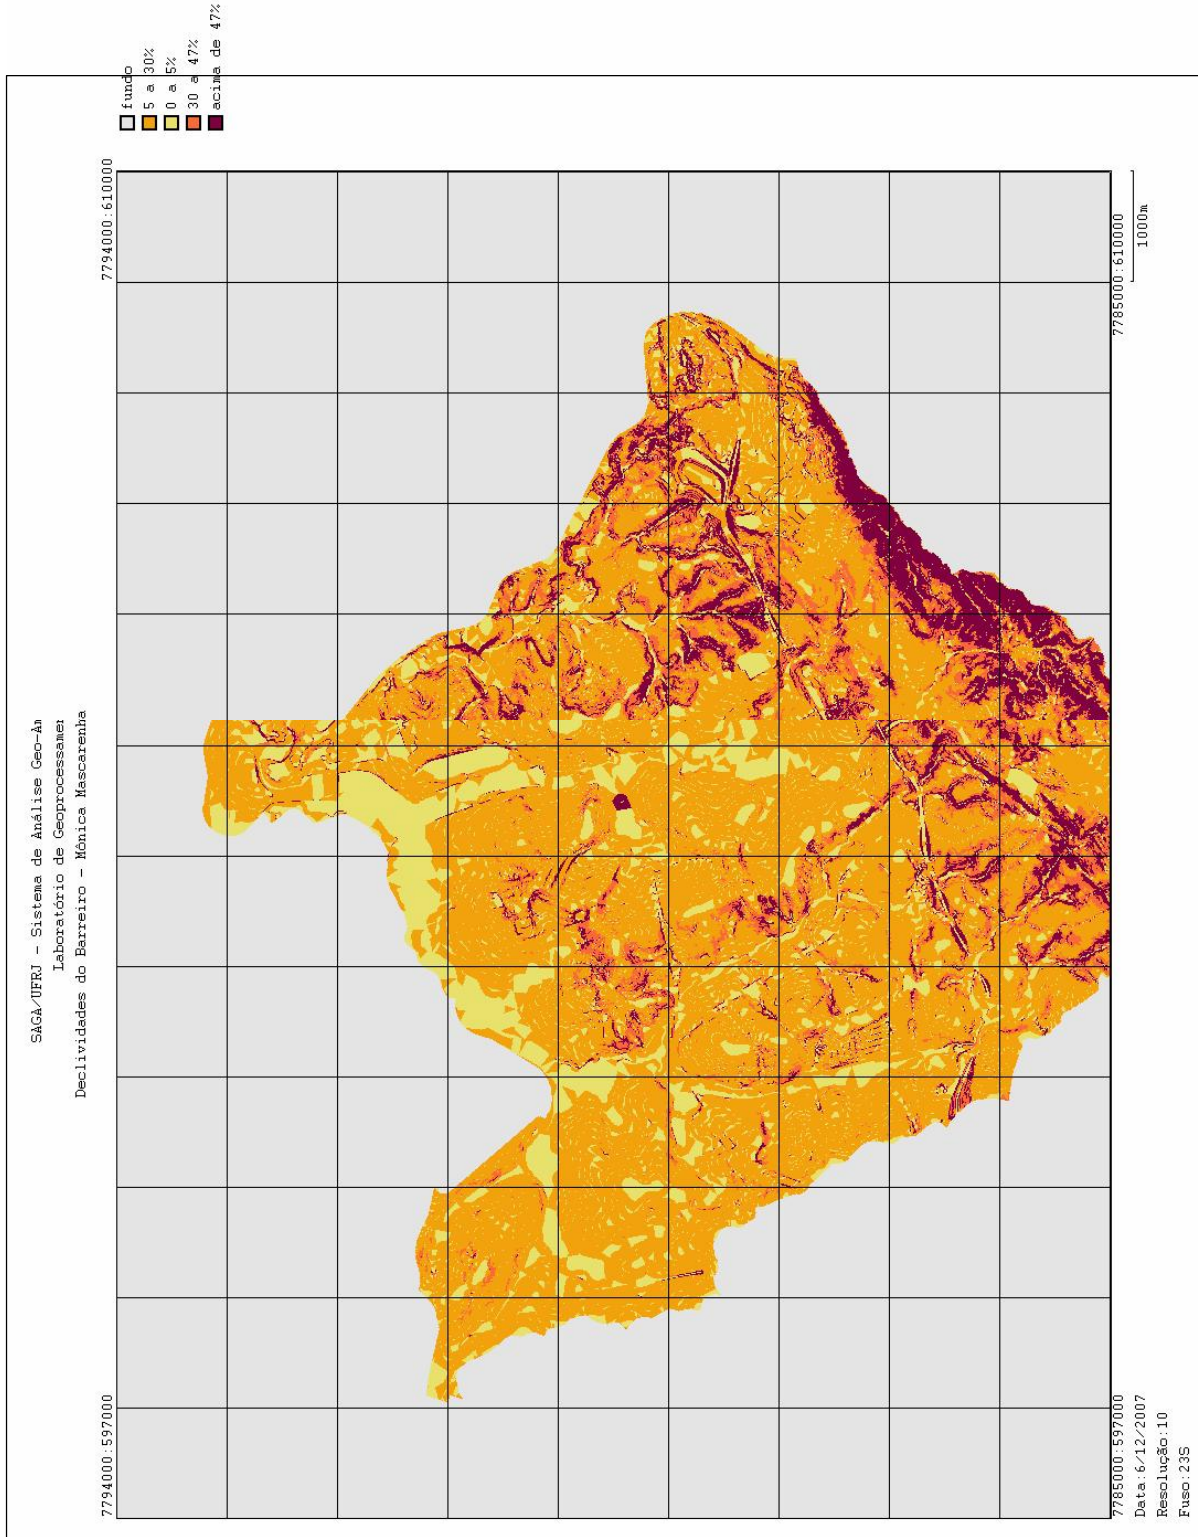 SAGA/UFRJ - Sistema de Análise Geo-Am
Laboratório de Geoprocessamen
Declividades do Barreiro - Mônica Mascarenha
fundo
5 a 30%
0 a 5%
30 a 47%
acima de 47%
7794000:597000
7794000:610000
7785000:597000
7785000:610000
1000m
Data:6/12/2007
Resolução:10
Fuso:23S